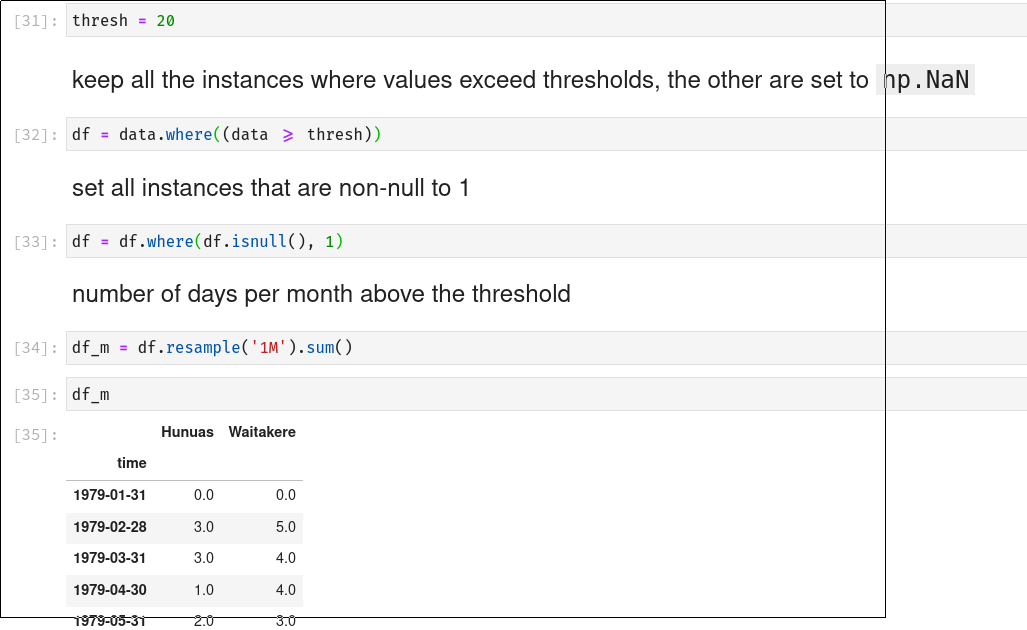 [31]: thresh = 20
keep all the instances where values exceed thresholds, the other are set to np.NaN
[32]: df = data.where((data ⩾ thresh))
set all instances that are non-null to 1
[33]: df = df.where(df.isnull(), 1)
number of days per month above the threshold
[34]: df_m = df.resample('1M').sum()
[35]: df_m
[35]: Hunuas Waitakere
time
1979-01-31 0.0 0.0
1979-02-28 3.0 5.0
1979-03-31 3.0 4.0
1979-04-30 1.0 4.0
1979-05-31 2.0 3.0